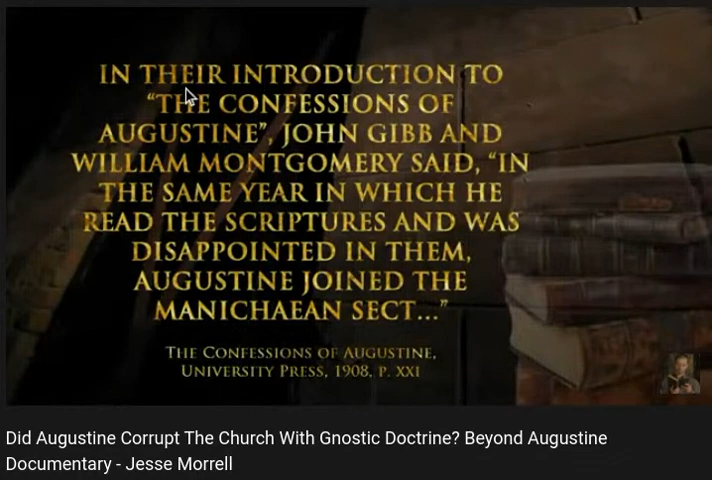 IN THEIR INTRODUCTION TO
“THE CONFESSIONS OF
AUGUSTINE”, JOHN GIBB AND
WILLIAM MONTGOMERY SAID, “IN
THE SAME YEAR IN WHICH HE
READ THE SCRIPTURES AND WAS
DISAPPOINTED IN THEM,
AUGUSTINE JOINED THE
MANICHAEAN SECT...”
THE CONFESSIONS OF AUGUSTINE,
UNIVERSITY PRESS, 1908, P. XXI
Did Augustine Corrupt The Church With Gnostic Doctrine? Beyond Augustine
Documentary - Jesse Morrell